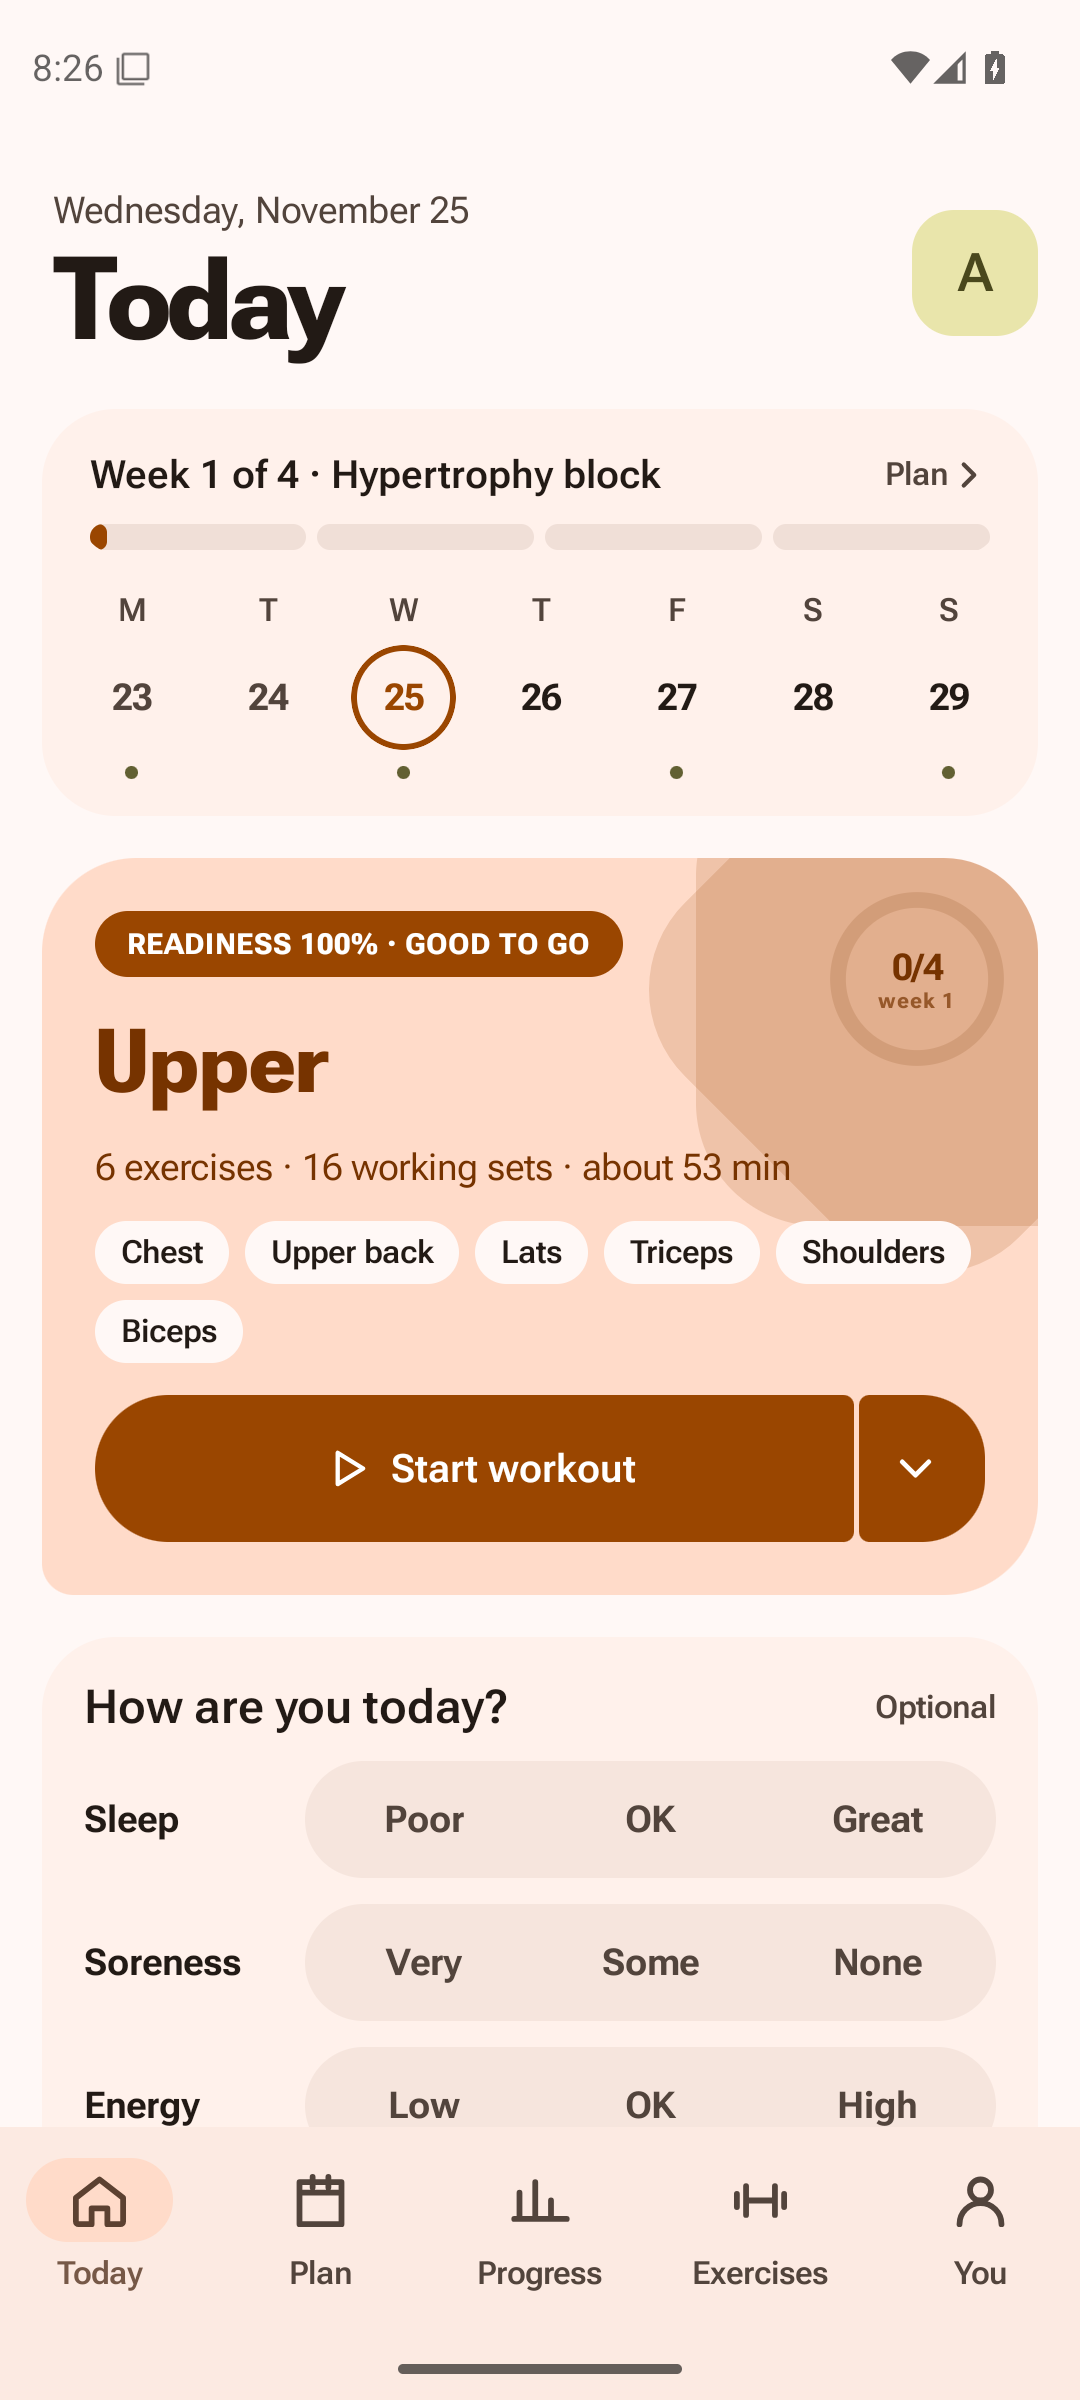 8:26
Wednesday, November 25
Today
A
Week 1 of 4 · Hypertrophy block
Plan
M T W T F S S
23 24 25 26 27 28 29
READINESS 100% · GOOD TO GO
0/4
week 1
Upper
6 exercises · 16 working sets · about 53 min
Chest Upper back Lats Triceps Shoulders
Biceps
Start workout
How are you today? Optional
Sleep Poor OK Great
Soreness Very Some None
Energy Low OK High
Today Plan Progress Exercises You